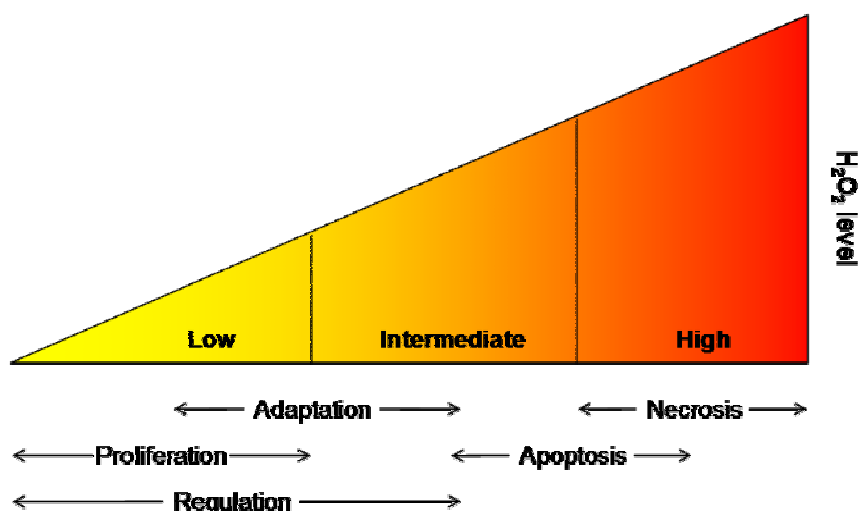 H₂O₂ level
Low Intermediate High
Adaptation Necrosis
Proliferation Apoptosis
Regulation